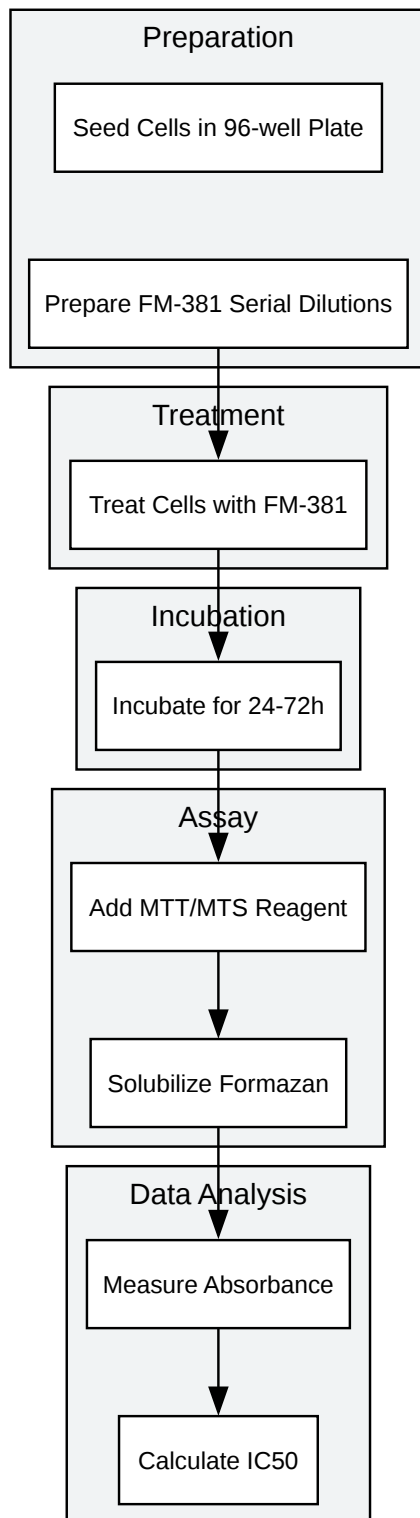 Preparation
Seed Cells in 96-well Plate
Prepare FM-381 Serial Dilutions
Treatment
Treat Cells with FM-381
Incubation
Incubate for 24-72h
Assay
Add MTT/MTS Reagent
Solubilize Formazan
Data Analysis
Measure Absorbance
Calculate IC50